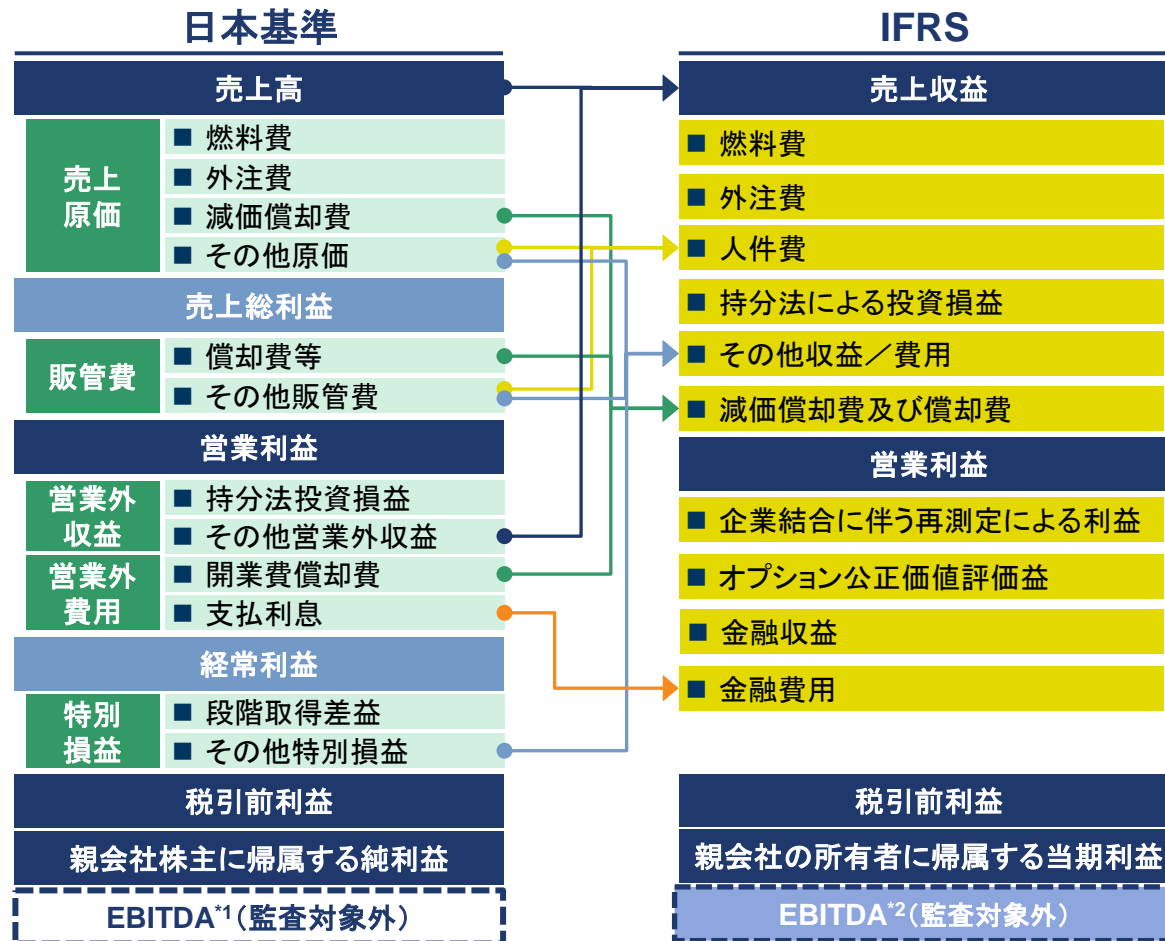 日本基準
売上高
売上
原価
■ 燃料費
■ 外注費
■ 減価償却費
■ その他原価
売上総利益
販管費
■ 償却費等
■ その他販管費
営業利益
営業外
収益
■ 持分法投資損益
■ その他営業外収益
営業外
費用
■ 開業費償却費
■ 支払利息
経常利益
特別
損益
■ 段階取得差益
■ その他特別損益
税引前利益
親会社株主に帰属する純利益
EBITDA*1(監査対象外)
IFRS
売上収益
■ 燃料費
■ 外注費
■ 人件費
■ 持分法による投資損益
■ その他収益／費用
■ 減価償却費及び償却費
営業利益
■ 企業結合に伴う再測定による利益
■ オプション公正価値評価益
■ 金融収益
■ 金融費用
税引前利益
親会社の所有者に帰属する当期利益
EBITDA*2(監査対象外)